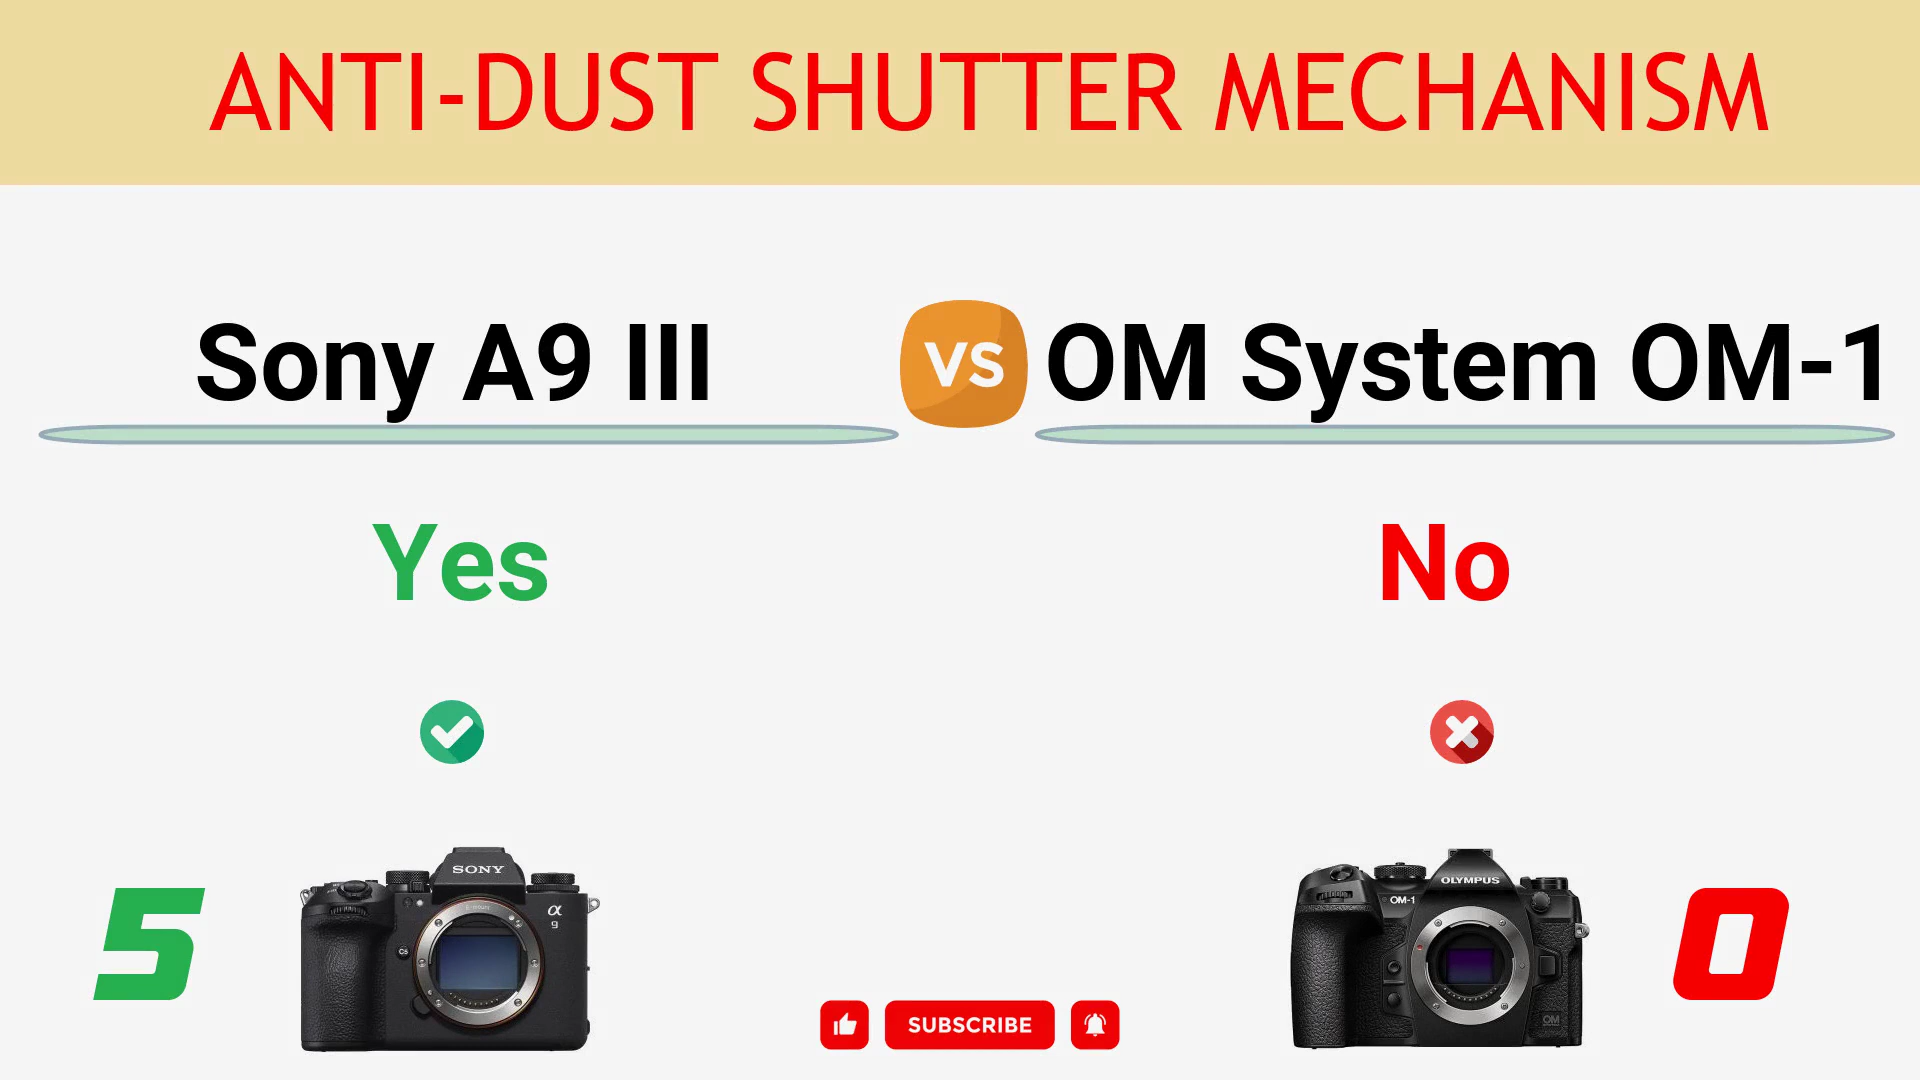 ANTI-DUST SHUTTER MECHANISM
Sony A9 III
VS
OM System OM-1
Yes
No
5
SONY
α
9
OLYMPUS
OM-1
0
SUBSCRIBE